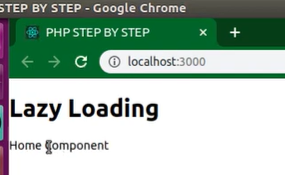 STEP BY STEP - Google Chrome
PHP STEP BY STEP
localhost:3000
Lazy Loading
Home Component